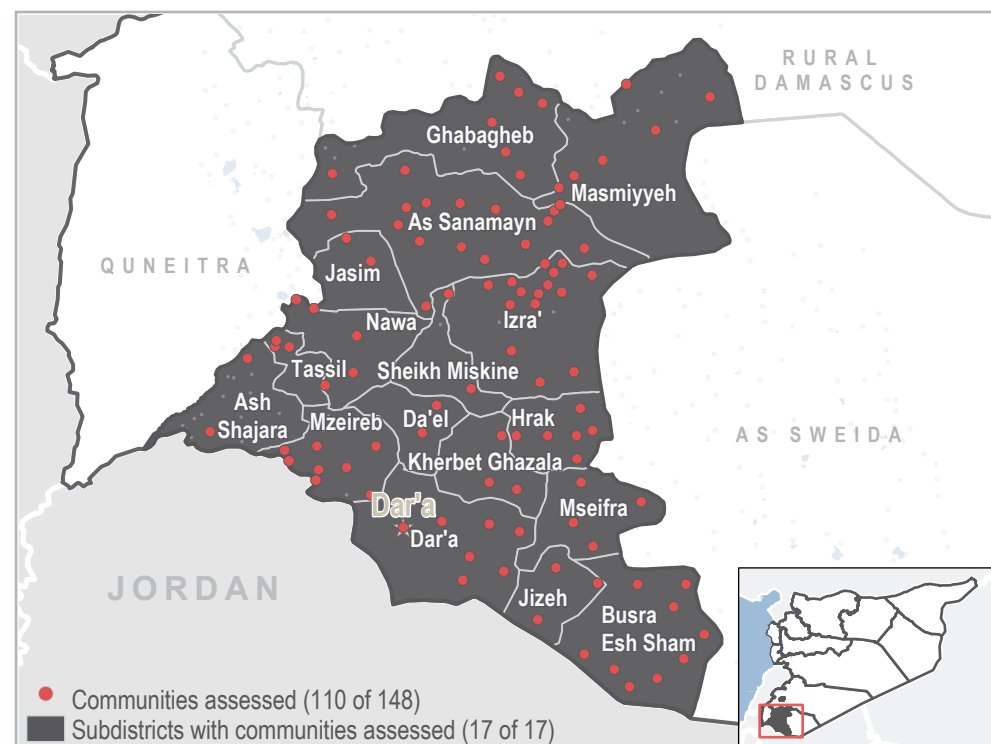 RURAL
DAMASCUS
Ghabagheb
Masmiyyeh
As Sanamayn
QUNEITRA
Jasim
Nawa
Izra'
Tassil
Sheikh Miskine
Ash
Shajara
Mzeireb
Da'el
Hrak
AS SWEIDA
Kherbet Ghazala
Mseifra
Dar'a
Dar'a
JORDAN
Jizeh
Busra
Esh Sham
Communities assessed (110 of 148)
Subdistricts with communities assessed (17 of 17)